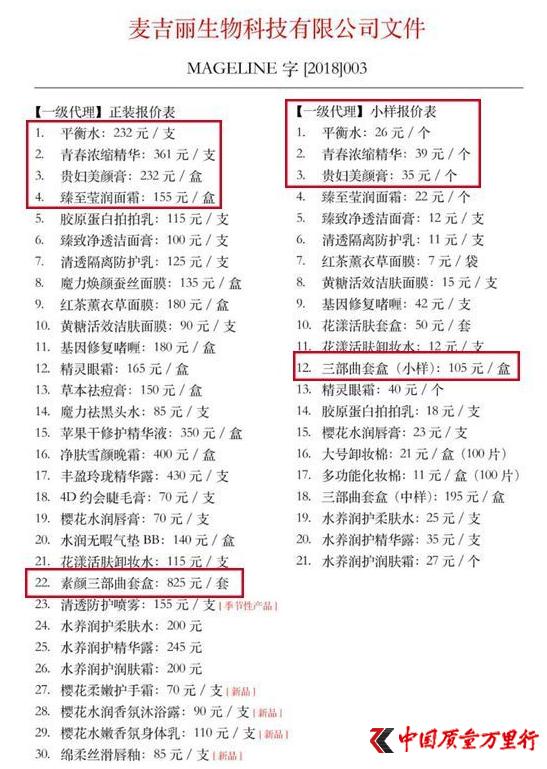 麦吉丽生物科技有限公司文件
MAGELINE 字 [2018]003
【一级代理】正装报价表
1. 平衡水：232 元 / 支
2. 青春浓缩精华：361 元 / 支
3. 贵妇美颜膏：232 元 / 盒
4. 臻至莹润面霜：155 元 / 盒
5. 胶原蛋白拍拍乳：115 元 / 支
6. 臻致净透洁面膏：100 元 / 支
7. 清透隔离防护乳：125 元 / 支
8. 魔力焕颜蚕丝面膜：135 元 / 盒
9. 红茶薰衣草面膜：180 元 / 盒
10. 黄糖活效洁肤面膜：90 元 / 支
11. 基因修复啫喱：180 元 / 盒
12. 精灵眼霜：165 元 / 盒
13. 草本祛痘膏：150 元 / 盒
14. 魔力祛黑头水：85 元 / 支
15. 苹果干修护精华液：350 元 / 盒
16. 净肤雪颜晚霜：400 元 / 盒
17. 丰盈玲珑精华露：430 元 / 支
18. 4D 约会睫毛膏：70 元 / 支
19. 樱花水润唇膏：70 元 / 支
20. 水润无暇气垫 BB：140 元 / 盒
21. 花漾活肤卸妆水：115 元 / 支
22. 素颜三部曲套盒：825 元 / 套
23. 清透防护喷雾：155 元 / 支 [ 季节性产品 ]
24. 水养润护柔肤水：200 元
25. 水养润护精华露：245 元
26. 水养润护润肤霜：200 元
27. 樱花柔嫩护手霜：70 元 / 支 [ 新品 ]
28. 樱花水润香氛沐浴露：90 元 / 支 [ 新品 ]
29. 樱花水嫩香氛身体乳：110 元 / 支 [ 新品 ]
30. 绵柔丝滑唇釉：85 元 / 支 [ 新品 ]
【一级代理】小样报价表
1. 平衡水：26 元 / 个
2. 青春浓缩精华：39 元 / 个
3. 贵妇美颜膏：35 元 / 个
4. 臻至莹润面霜：22 元 / 个
5. 臻致净透洁面膏：12 元 / 支
6. 清透隔离防护乳：11 元 / 支
7. 红茶薰衣草面膜：7 元 / 袋
8. 黄糖活效洁肤面膜：15 元 / 支
9. 基因修复啫喱：42 元 / 支
10. 花漾活肤套盒：50 元 / 套
11. 花漾活肤卸妆水：12 元 / 支
12. 三部曲套盒（小样）：105 元 / 盒
13. 精灵眼霜：40 元 / 个
14. 胶原蛋白拍拍乳：18 元 / 支
15. 樱花水润唇膏：23 元 / 支
16. 大号卸妆棉：21 元 / 盒（100 片）
17. 多功能化妆棉：11 元 / 盒（100 片）
18. 三部曲套盒（中样）：195 元 / 盒
19. 水养润护柔肤水：25 元 / 支
20. 水养润护精华露：35 元 / 支
21. 水养润护润肤霜：27 元 / 个
中国质量万里行